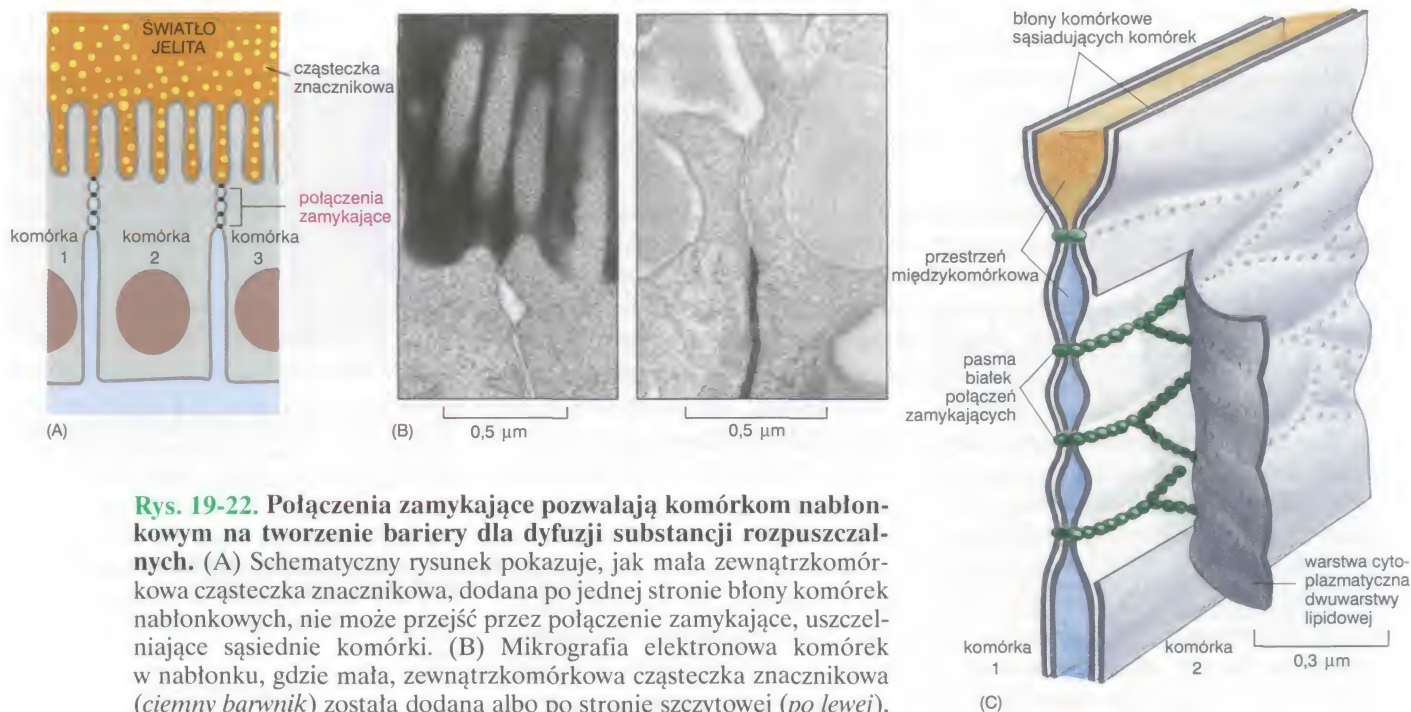 ŚWIATŁO
JELITA
cząsteczka
znacznikowa
połączenia
zamykające
komórka
1
komórka
2
komórka
3
(A)
(B)
0,5 µm
0,5 µm
błony komórkowe
sąsiadujących komórek
przestrzeń
międzykomórkowa
pasma
białek
połączeń
zamykających
warstwa cyto-
plazmatyczna
dwuwarstwy
lipidowej
komórka
1
komórka
2
0,3 µm
(C)
Rys. 19-22. Połączenia zamykające pozwalają komórkom nabłon-
kowym na tworzenie bariery dla dyfuzji substancji rozpuszczal-
nych. (A) Schematyczny rysunek pokazuje, jak mała zewnątrzkomór-
kowa cząsteczka znacznikowa, dodana po jednej stronie błony komórek
nabłonkowych, nie może przejść przez połączenie zamykające, uszczel-
niające sąsiednie komórki. (B) Mikrografia elektronowa komórek
w nabłonku, gdzie mała, zewnątrzkomórkowa cząsteczka znacznikowa
(ciemny barwnik) została dodana albo po stronie szczytowej (po lewej),